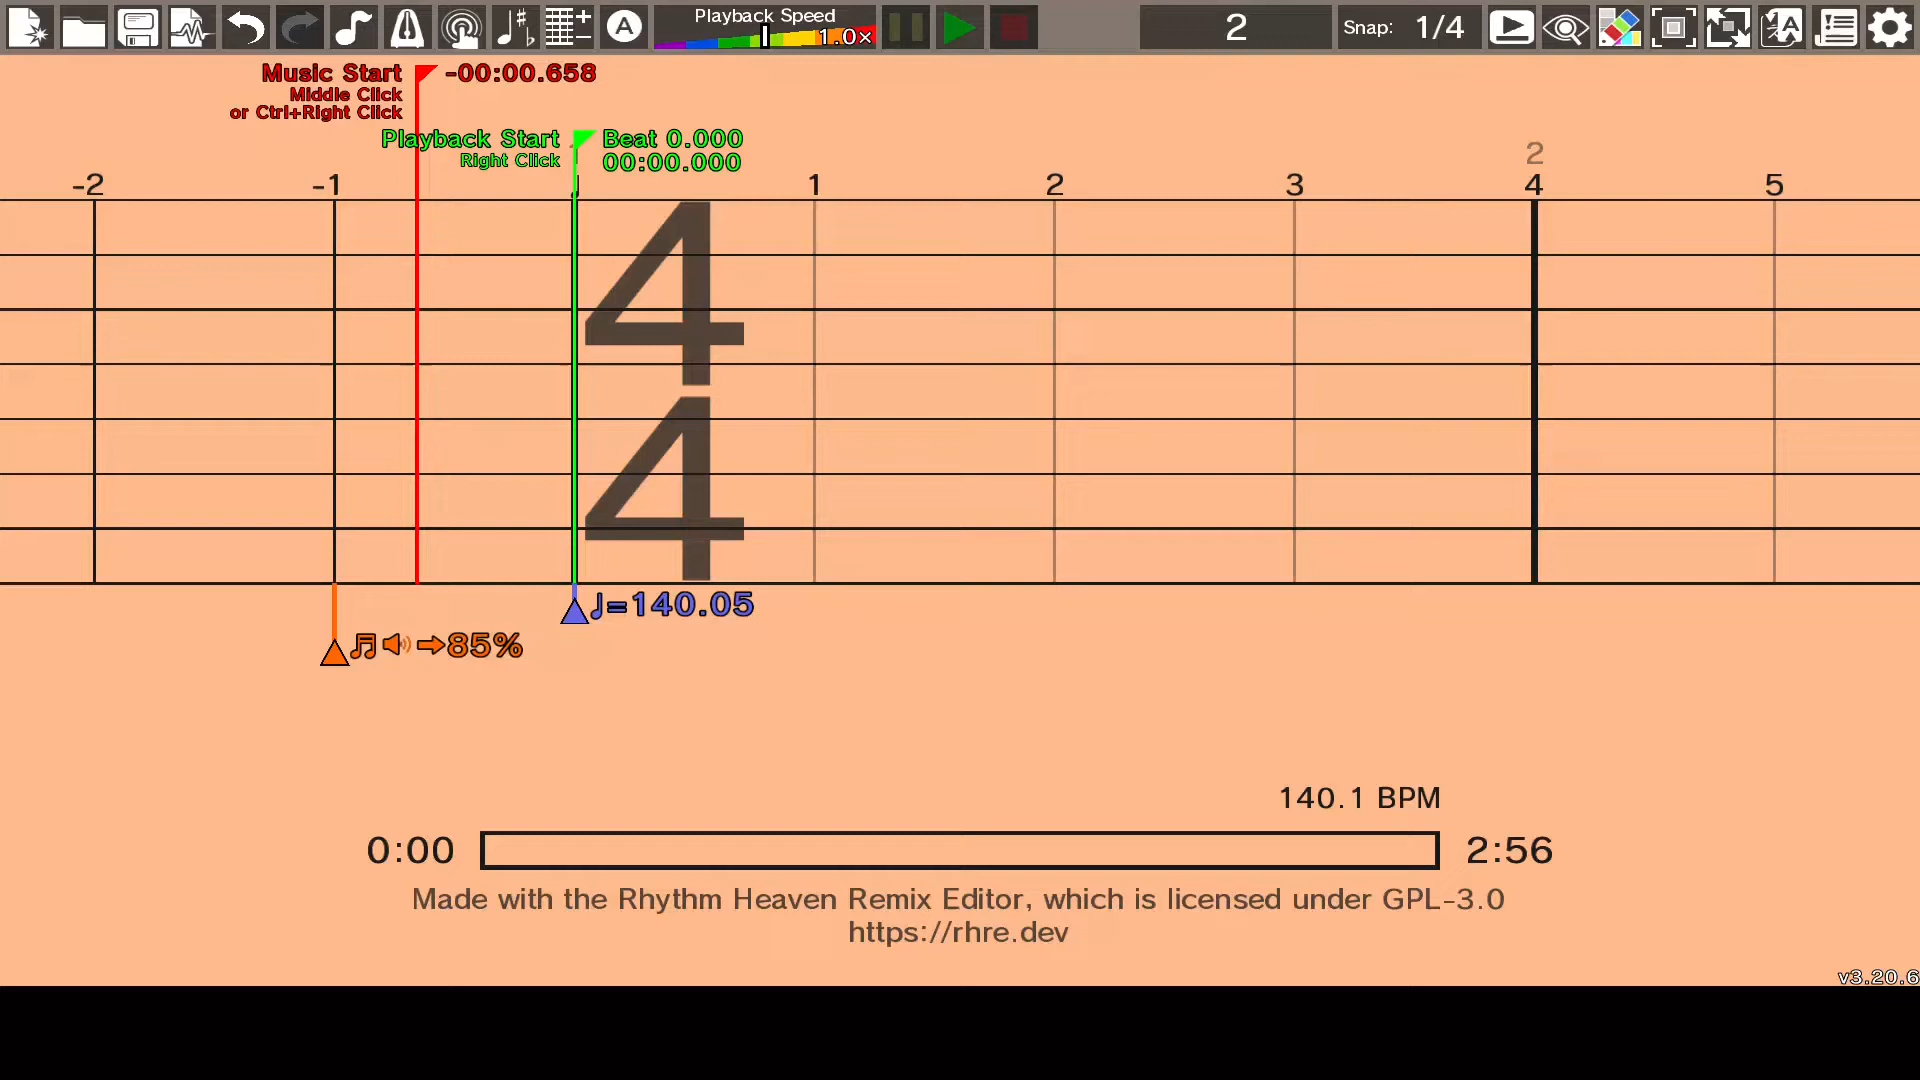 Playback Speed
1.0x
2
Snap: 1/4
A
A
Music Start
-00:00.658
Middle Click
or Ctrl+Right Click
Playback Start
Beat 0.000
Right Click
00:00.000
2
-2 -1 1 2 3 4 5
4
4
♩=140.05
85%
140.1 BPM
0:00
2:56
Made with the Rhythm Heaven Remix Editor, which is licensed under GPL-3.0
https://rhre.dev
v3.20.6